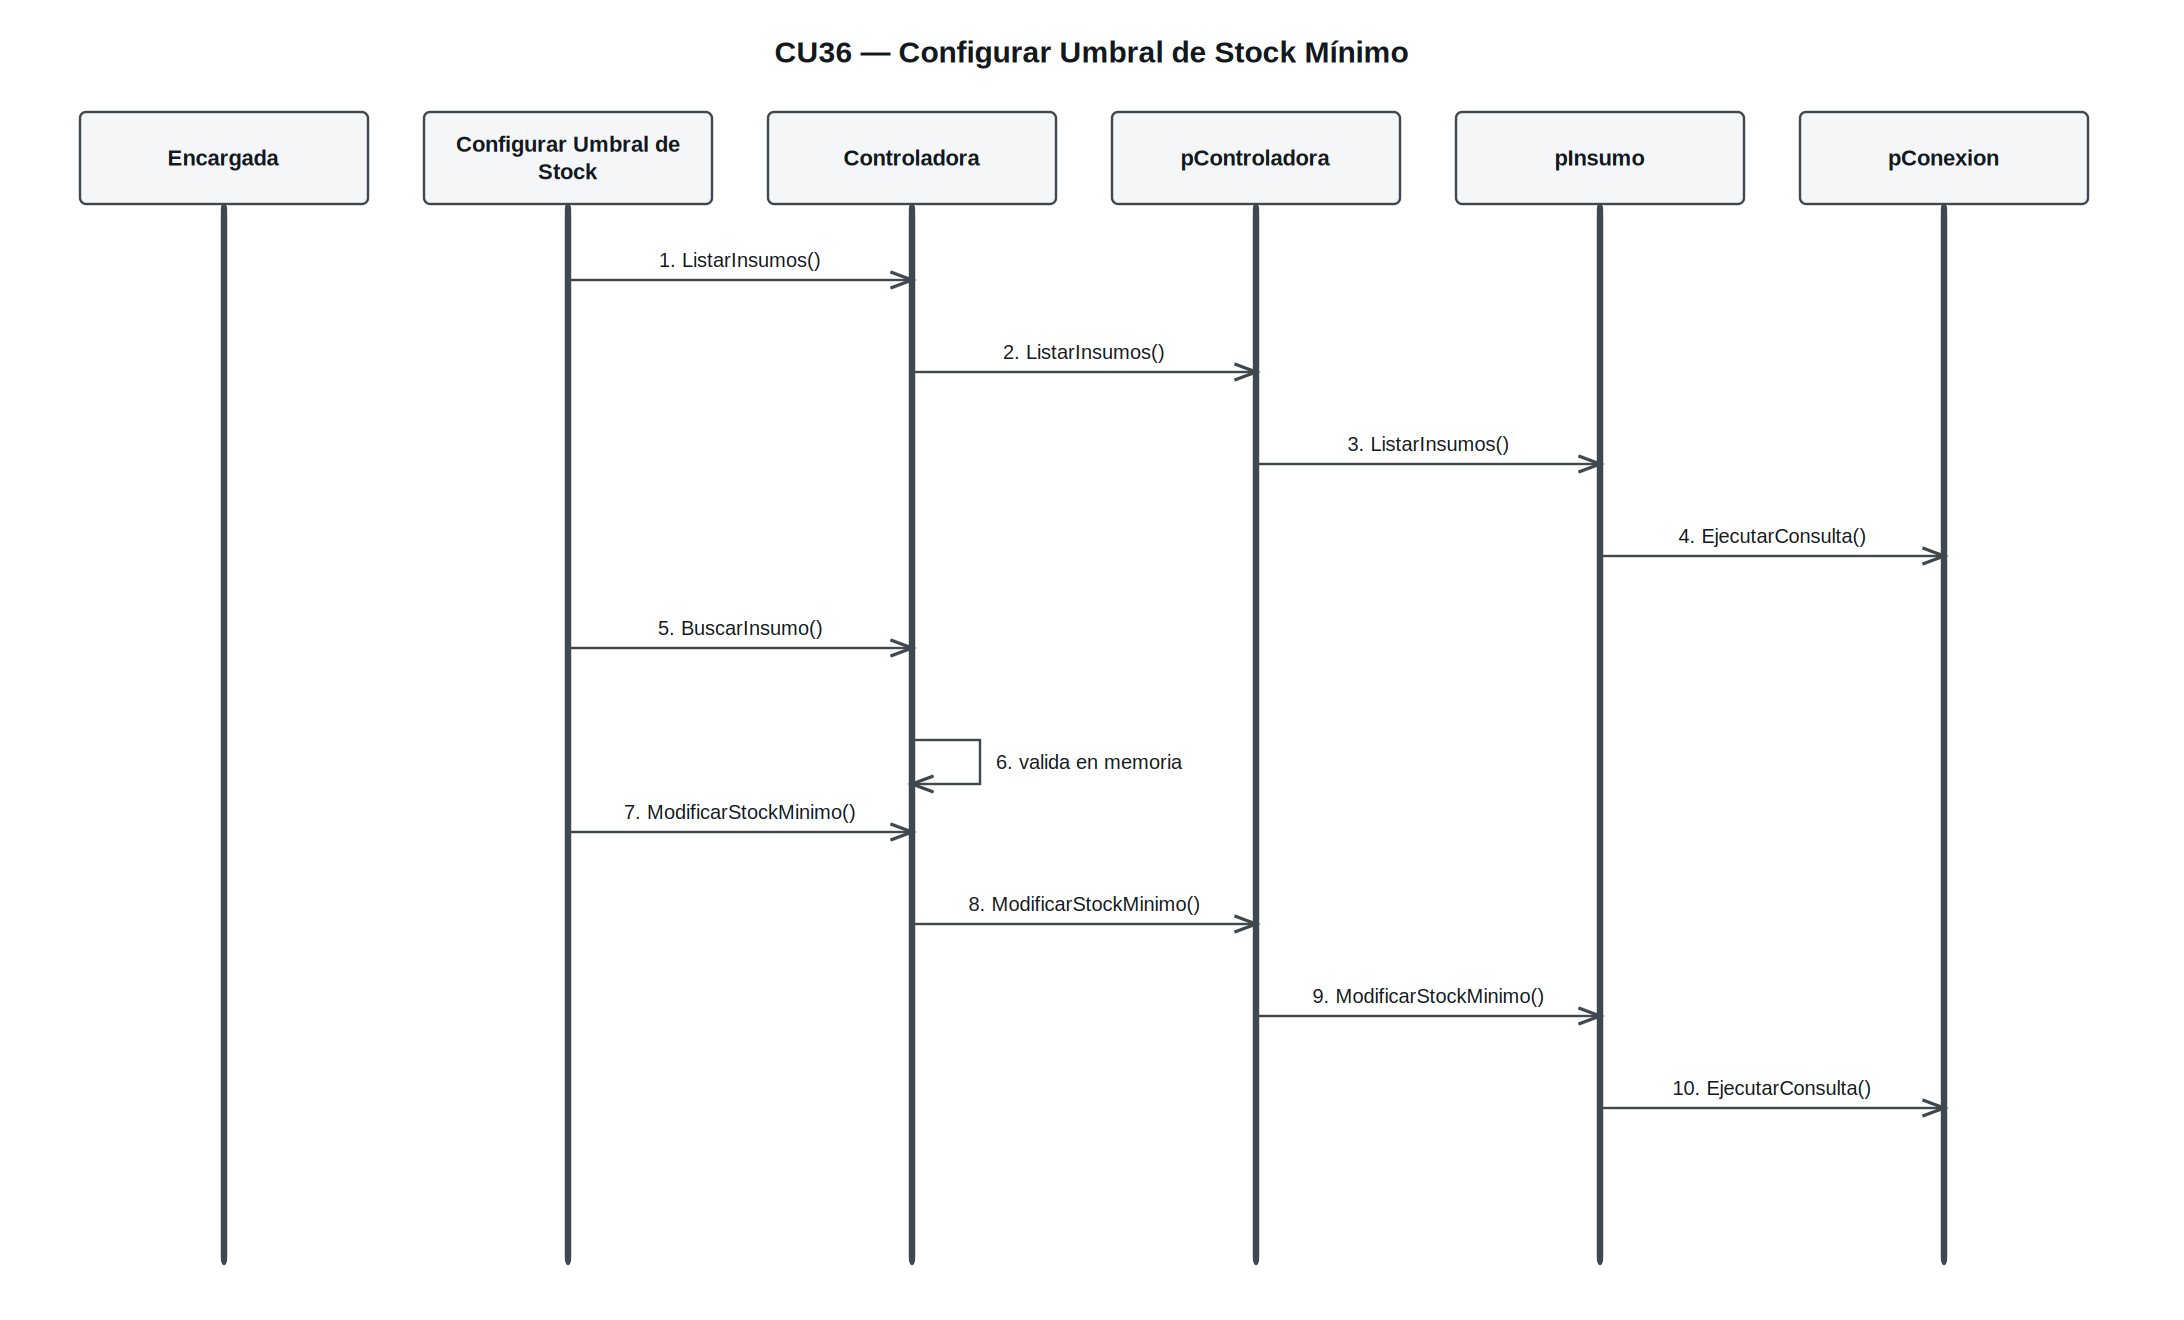 CU36 — Configurar Umbral de Stock Mínimo
Encargada
Configurar Umbral de
Stock
Controladora
pControladora
pInsumo
pConexion
1. ListarInsumos()
2. ListarInsumos()
3. ListarInsumos()
4. EjecutarConsulta()
5. BuscarInsumo()
6. valida en memoria
7. ModificarStockMinimo()
8. ModificarStockMinimo()
9. ModificarStockMinimo()
10. EjecutarConsulta()